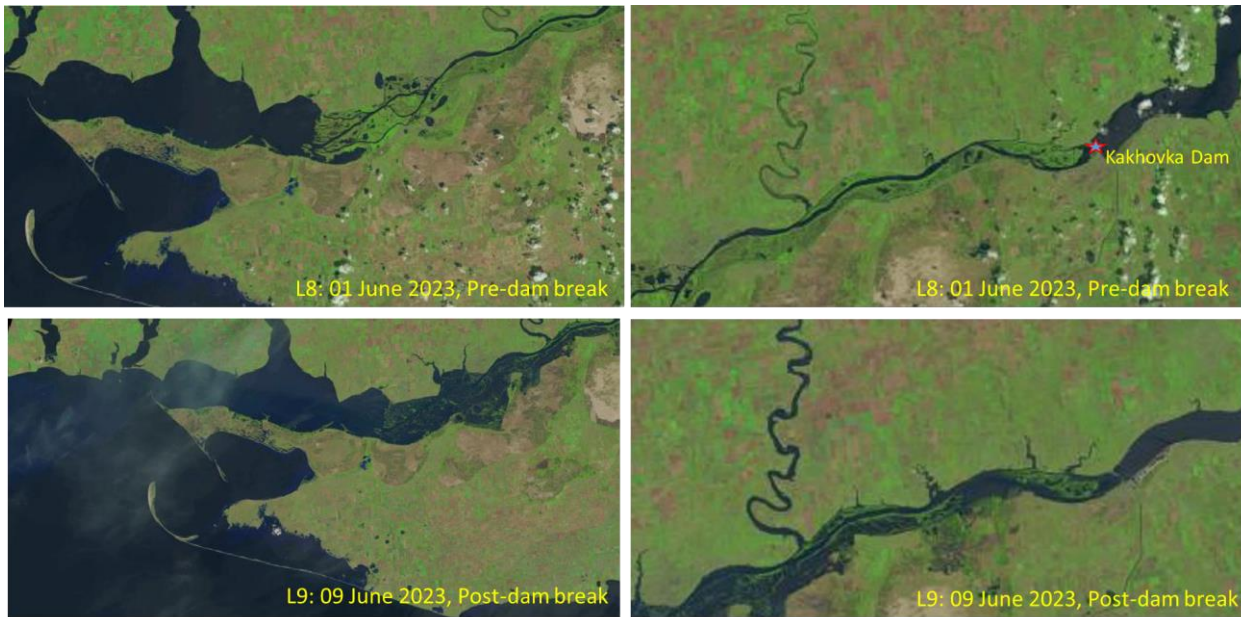 Kakhovka Dam
L8: 01 June 2023, Pre-dam break
L8: 01 June 2023, Pre-dam break
L9: 09 June 2023, Post-dam break
L9: 09 June 2023, Post-dam break